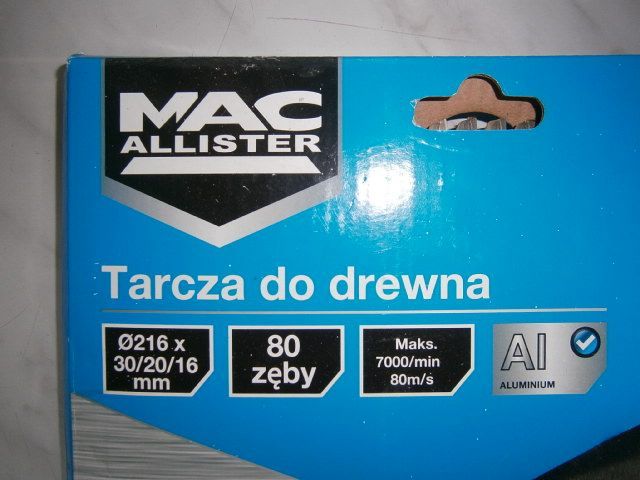 MAC
ALLISTER
Tarcza do drewna
Ø216 x
30/20/16
mm
80
zęby
Maks.
7000/min
80m/s
Al
ALUMINIUM